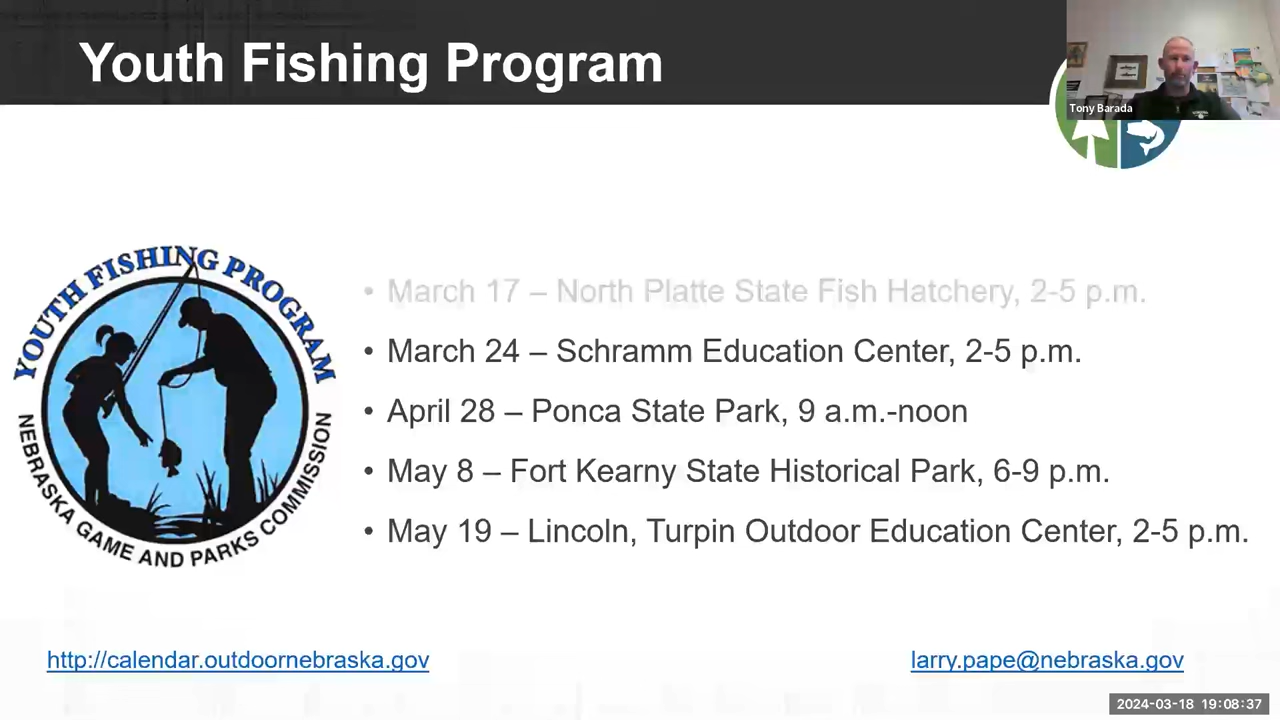 Youth Fishing Program
Tony Barada
YOUTH FISHING PROGRAM
NEBRASKA GAME AND PARKS COMMISSION
• March 17 – North Platte State Fish Hatchery, 2-5 p.m.
• March 24 – Schramm Education Center, 2-5 p.m.
• April 28 – Ponca State Park, 9 a.m.-noon
• May 8 – Fort Kearny State Historical Park, 6-9 p.m.
• May 19 – Lincoln, Turpin Outdoor Education Center, 2-5 p.m.
http://calendar.outdoornebraska.gov
larry.pape@nebraska.gov
2024-03-18 19:08:37